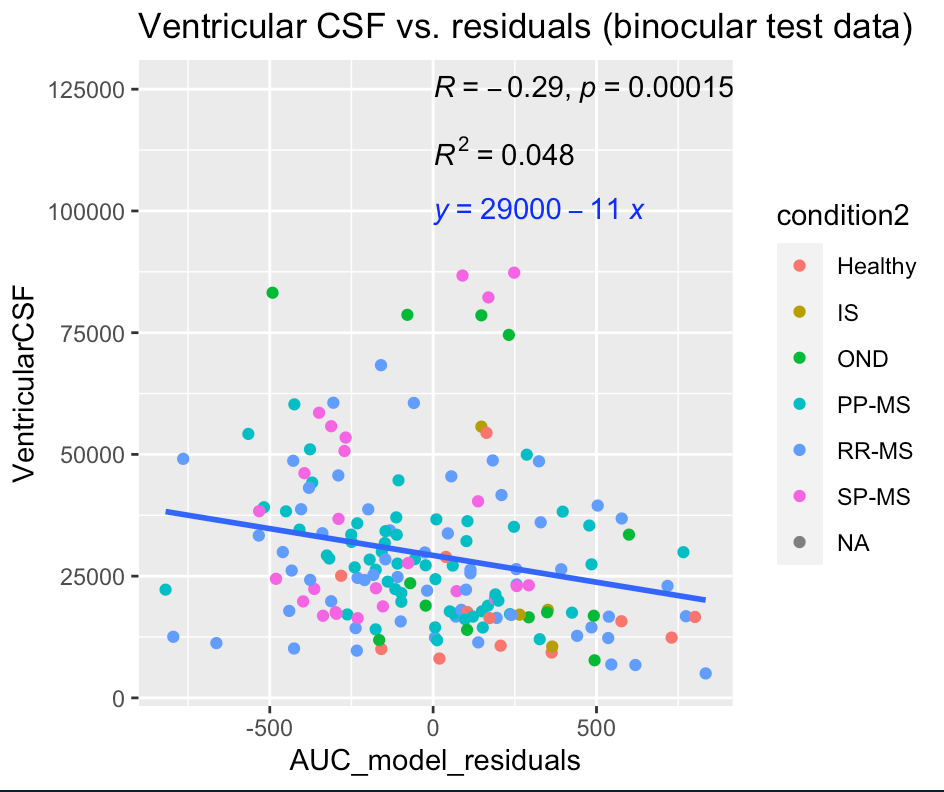 Ventricular CSF vs. residuals (binocular test data)
R = −0.29, p = 0.00015
R² = 0.048
y = 29000 − 11 x
125000
100000
75000
50000
25000
0
VentricularCSF
-500 0 500
AUC_model_residuals
condition2
Healthy
IS
OND
PP-MS
RR-MS
SP-MS
NA